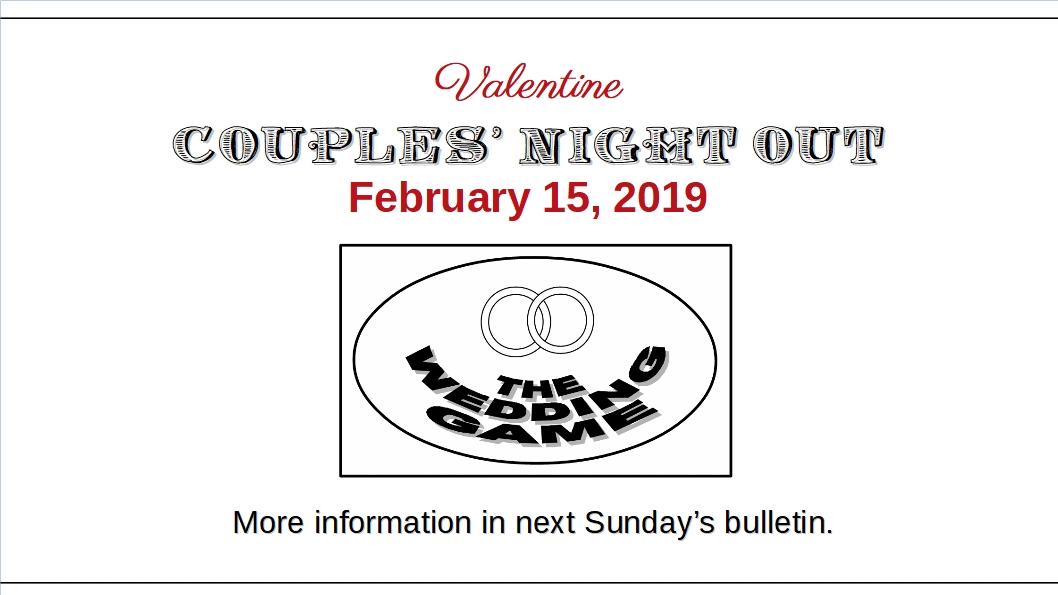 Valentine
COUPLES’ NIGHT OUT
February 15, 2019
THE
WEDDING
GAME
More information in next Sunday’s bulletin.